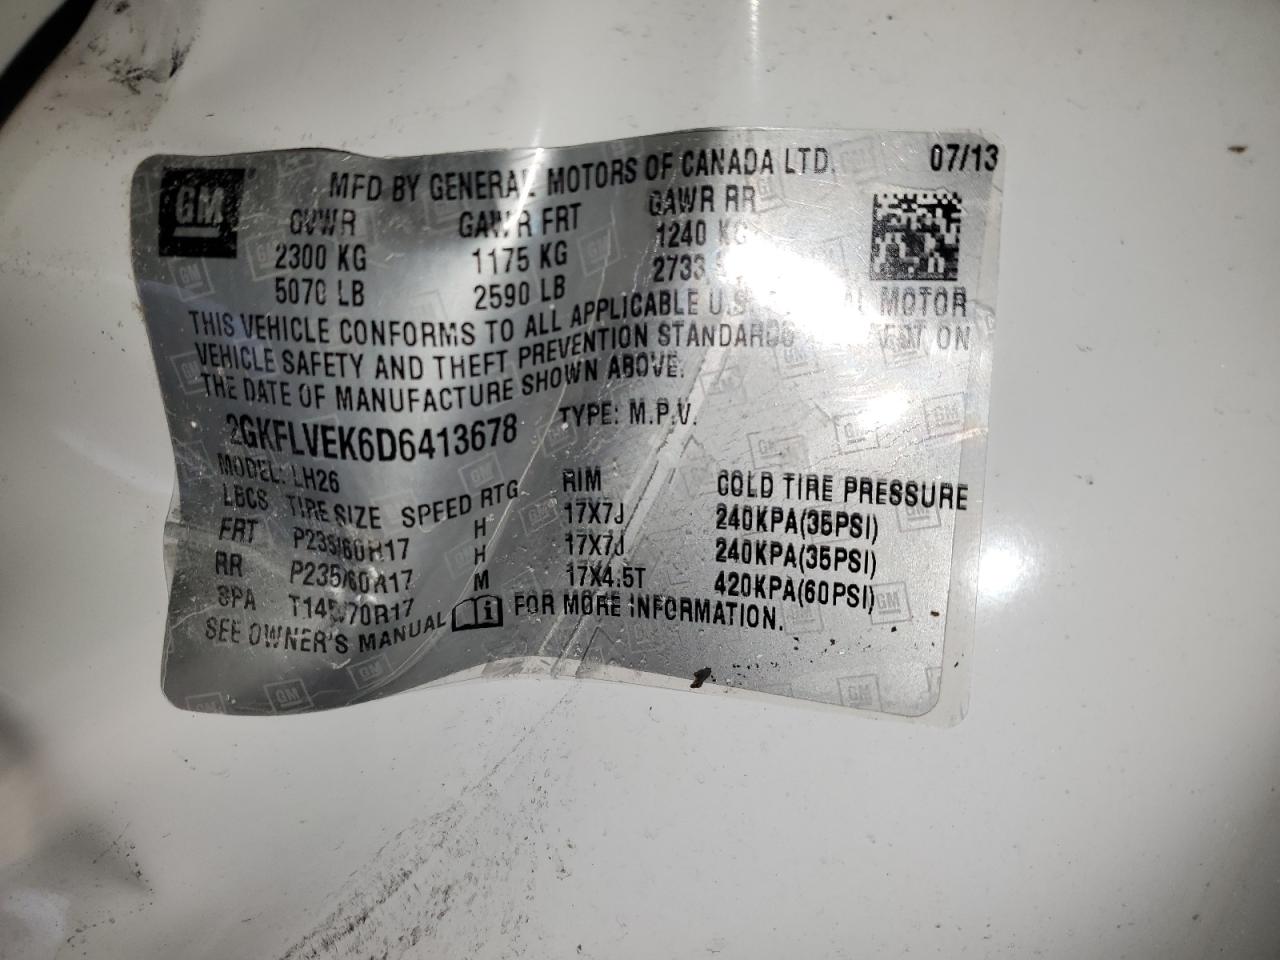 GM
MFD BY GENERAL MOTORS OF CANADA LTD. 07/13
GVWR GAWR FRT GAWR RR
2300 KG 1175 KG 1240 KG
5070 LB 2590 LB 2733
THIS VEHICLE CONFORMS TO ALL APPLICABLE U.S. MOTOR
VEHICLE SAFETY AND THEFT PREVENTION STANDARDS ON
THE DATE OF MANUFACTURE SHOWN ABOVE.
2GKFLVEK6D6413678 TYPE: M.P.V.
MODEL: LH26
LOCS TIRE SIZE SPEED RTG RIM COLD TIRE PRESSURE
FRT P235/60R17 H 17X7J 240KPA(35PSI)
RR P235/60R17 H 17X7J 240KPA(35PSI)
SPA T145/70R17 M 17X4.5T 420KPA(60PSI)
SEE OWNER'S MANUAL FOR MORE INFORMATION.